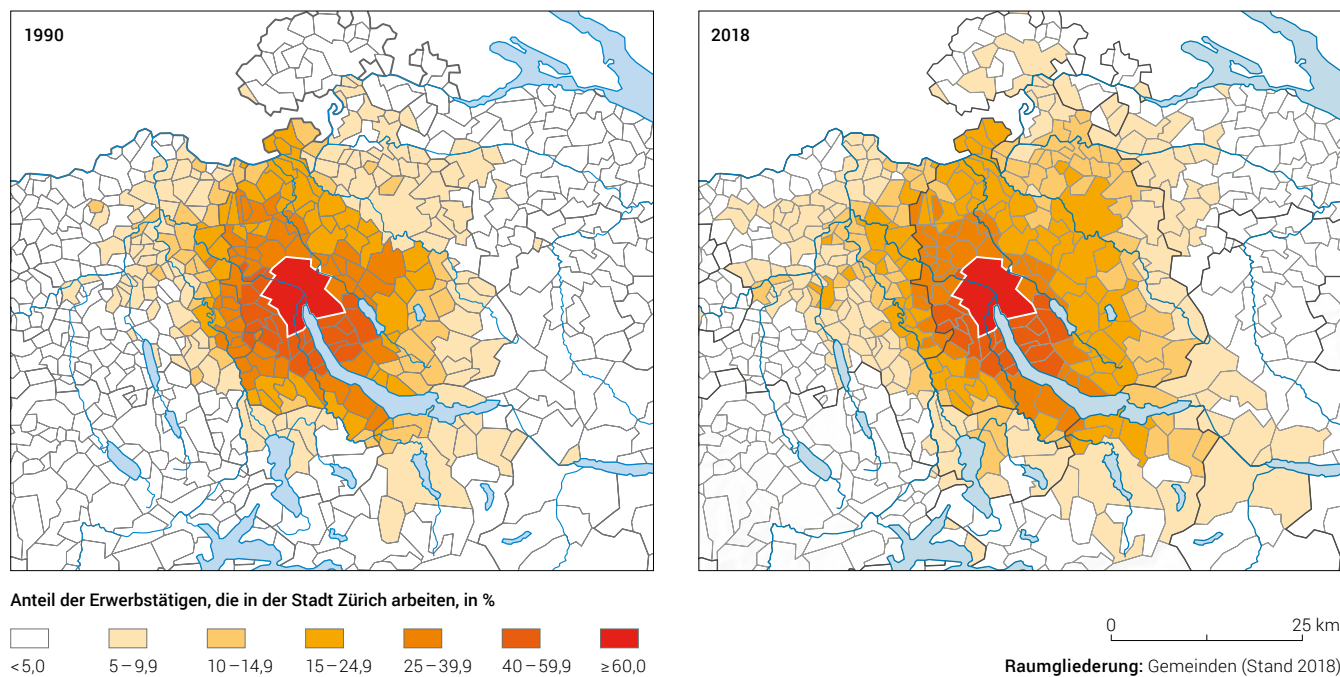 1990
2018
Anteil der Erwerbstätigen, die in der Stadt Zürich arbeiten, in %
<5,0 5–9,9 10–14,9 15–24,9 25–39,9 40–59,9 ≥60,0
0 25 km
Raumgliederung: Gemeinden (Stand 2018)